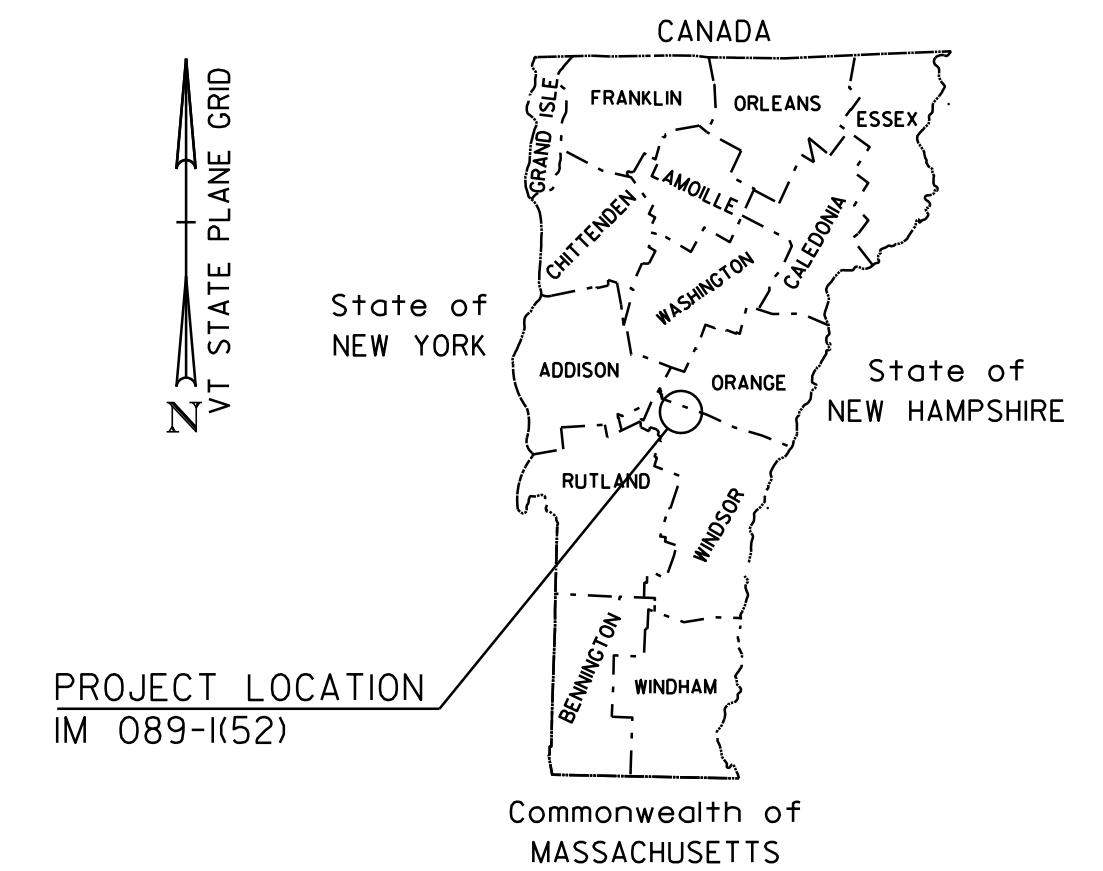 CANADA
VT STATE PLANE GRID
N
GRAND ISLE
FRANKLIN
ORLEANS
ESSEX
LAMOILLE
CHITTENDEN
CALEDONIA
WASHINGTON
State of
NEW YORK
ADDISON
ORANGE
State of
NEW HAMPSHIRE
RUTLAND
WINDSOR
BENNINGTON
WINDHAM
PROJECT LOCATION
IM 089-1(52)
Commonwealth of
MASSACHUSETTS